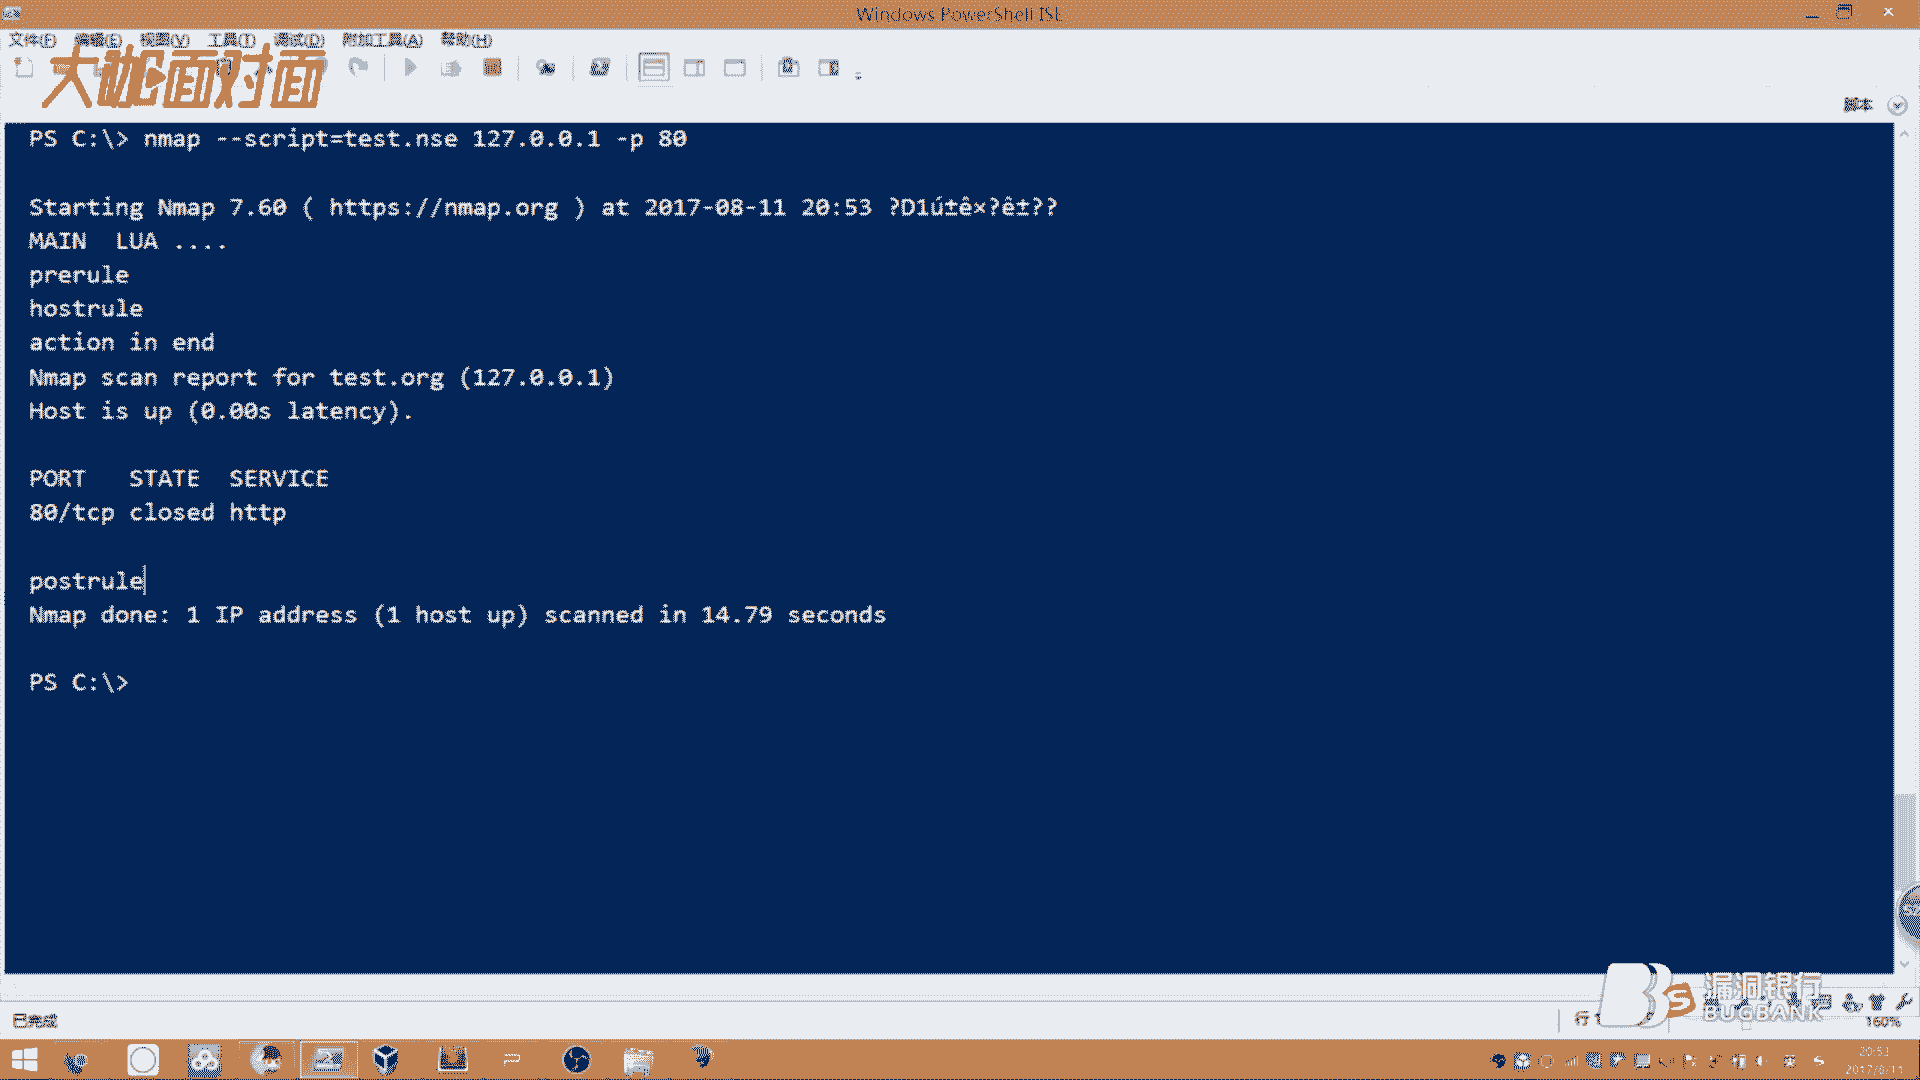 Windows PowerShell ISE
文件(F) 编辑(E) 视图(V) 工具(T) 调试(D) 附加工具(A) 帮助(H)
大咖面对面
脚本
PS C:\> nmap --script=test.nse 127.0.0.1 -p 80
Starting Nmap 7.60 ( https://nmap.org ) at 2017-08-11 20:53 ?D1ú±ê×?ê±??
MAIN  LUA ....
prerule
hostrule
action in end
Nmap scan report for test.org (127.0.0.1)
Host is up (0.00s latency).
PORT   STATE  SERVICE
80/tcp closed http
postrule
Nmap done: 1 IP address (1 host up) scanned in 14.79 seconds
PS C:\>
漏洞银行
BUGBANK
已完成
行
160%
20:53
2017/8/11